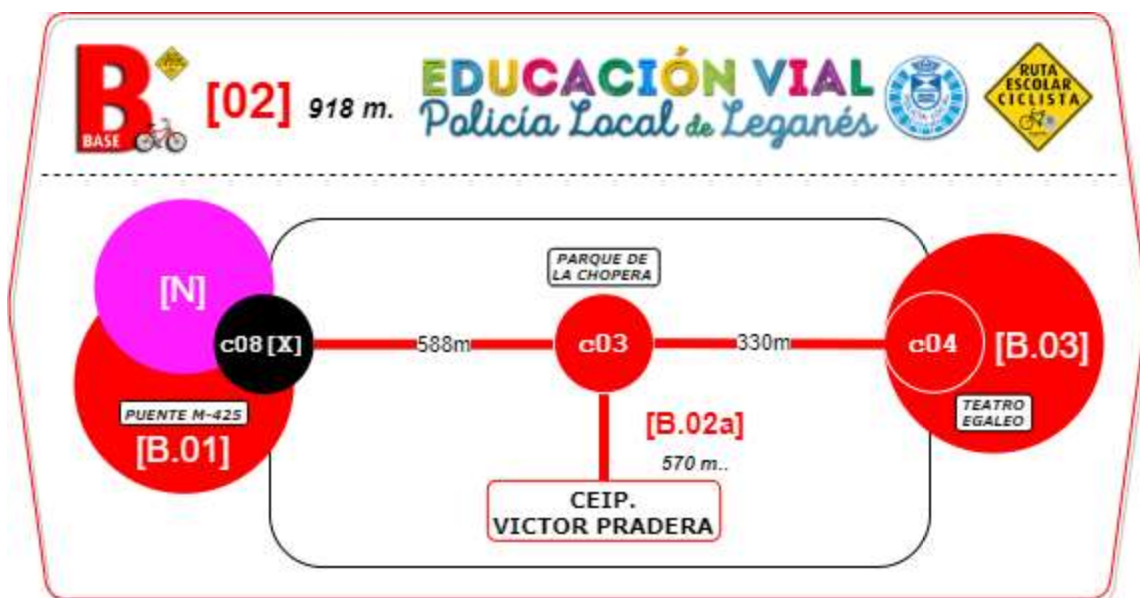 B
BASE
[02] 918 m.
EDUCACIÓN VIAL
Policía Local de Leganés
RUTA
ESCOLAR
CICLISTA
[N]
c08 [X]
PUENTE M-425
[B.01]
588m
PARQUE DE
LA CHOPERA
c03
330m
c04
[B.03]
TEATRO
EGALEO
[B.02a]
570 m..
CEIP.
VICTOR PRADERA